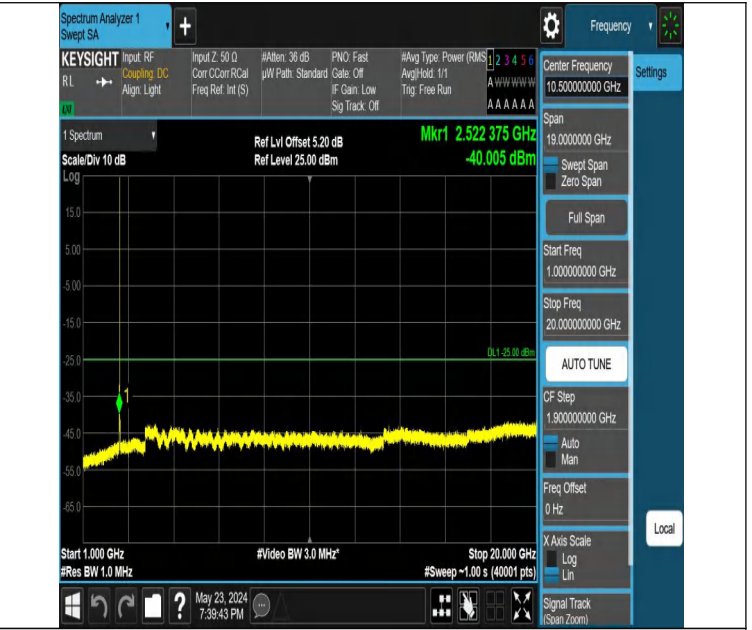 Spectrum Analyzer 1
Swept SA
Frequency
KEYSIGHT
RL
LXI
Input: RF
Coupling: DC
Align: Light
Input Z: 50 Ω
Corr CCorr RCal
Freq Ref: Int (S)
#Atten: 36 dB
µW Path: Standard
PNO: Fast
Gate: Off
IF Gain: Low
Sig Track: Off
#Avg Type: Power (RMS
Avg|Hold: 1/1
Trig: Free Run
1 2 3 4 5 6
A W W W W W
A A A A A A
1 Spectrum
Scale/Div 10 dB
Log
Ref Lvl Offset 5.20 dB
Ref Level 25.00 dBm
Mkr1 2.522 375 GHz
-40.005 dBm
15.0
5.00
-5.00
-15.0
-25.0
DL1 -25.00 dBm
-35.0
1
-45.0
-55.0
-65.0
Start 1.000 GHz
#Res BW 1.0 MHz
#Video BW 3.0 MHz*
Stop 20.000 GHz
#Sweep ~1.00 s (40001 pts)
May 23, 2024
7:39:43 PM
Center Frequency
10.500000000 GHz
Settings
Span
19.0000000 GHz
Swept Span
Zero Span
Full Span
Start Freq
1.000000000 GHz
Stop Freq
20.000000000 GHz
AUTO TUNE
CF Step
1.900000000 GHz
Auto
Man
Freq Offset
0 Hz
X Axis Scale
Log
Lin
Local
Signal Track
(Span Zoom)